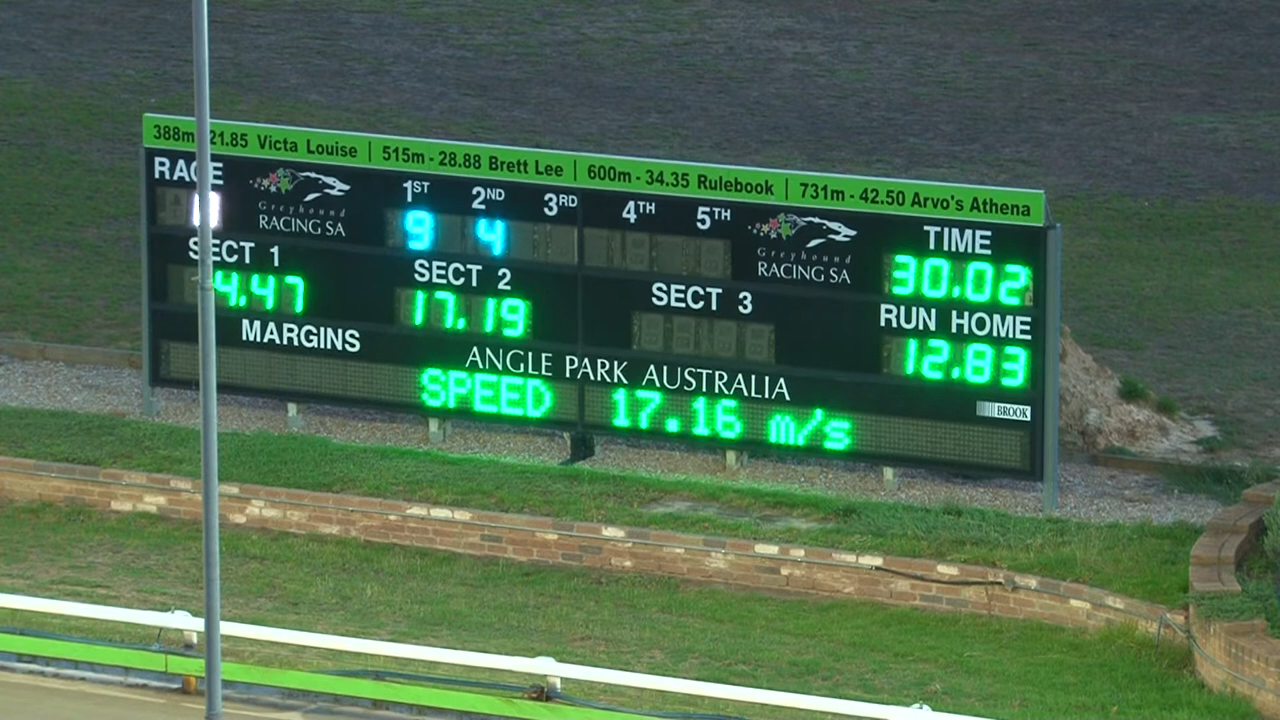 388m 21.85 Victa Louise | 515m - 28.88 Brett Lee | 600m - 34.35 Rulebook | 731m - 42.50 Arvo's Athena
RACE
Greyhound
RACING SA
1ST 2ND 3RD 4TH 5TH
9 4
Greyhound
RACING SA
TIME
30.02
SECT 1 SECT 2 SECT 3
4.47 17.19
RUN HOME
12.83
MARGINS
ANGLE PARK AUSTRALIA
SPEED 17.16 m/s
BROOK